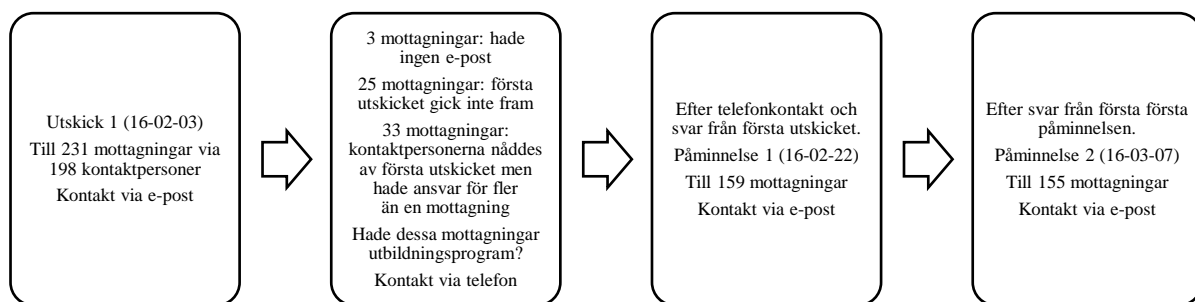 Utskick 1 (16-02-03)
Till 231 mottagningar via
198 kontaktpersoner
Kontakt via e-post
3 mottagningar: hade
ingen e-post
25 mottagningar: första
utskicket gick inte fram
33 mottagningar:
kontaktpersonerna nåddes
av första utskicket men
hade ansvar för fler
än en mottagning
Hade dessa mottagningar
utbildningsprogram?
Kontakt via telefon
Efter telefonkontakt och
svar från första utskicket.
Påminnelse 1 (16-02-22)
Till 159 mottagningar
Kontakt via e-post
Efter svar från första första
påminnelsen.
Påminnelse 2 (16-03-07)
Till 155 mottagningar
Kontakt via e-post